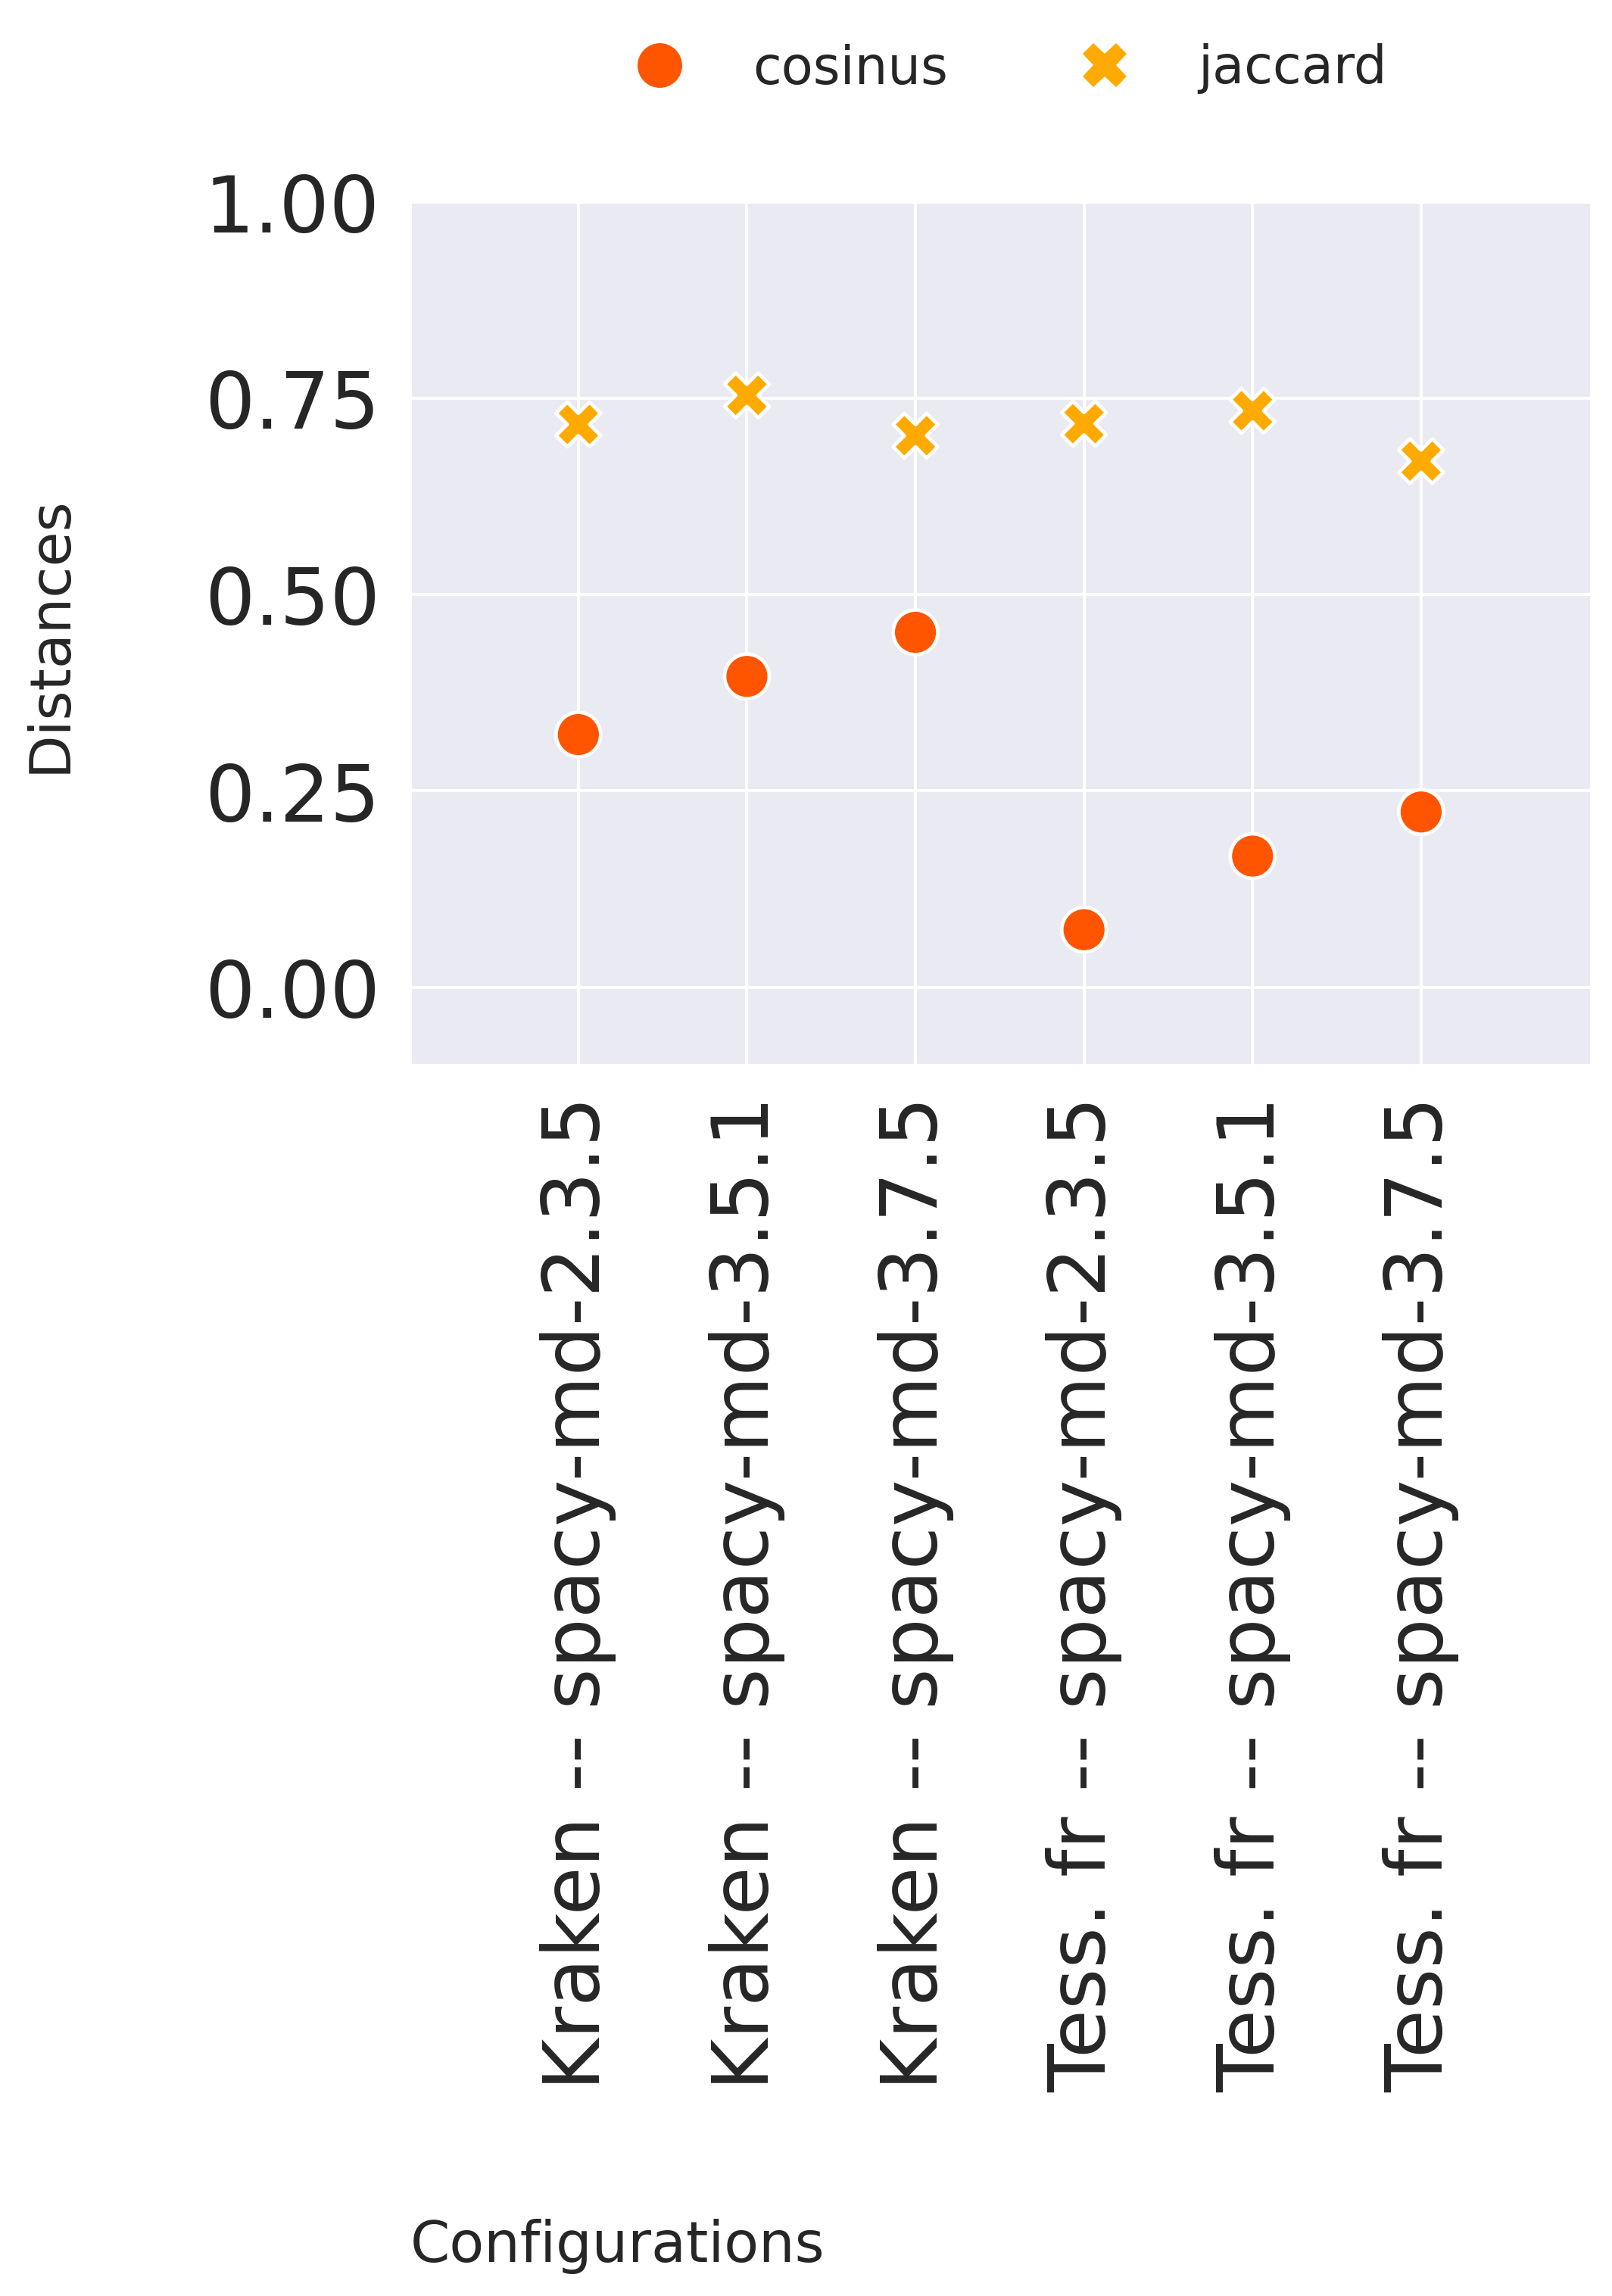 cosinus
jaccard
1.00
0.75
0.50
0.25
0.00
Distances
Kraken -- spacy-md-2.3.5
Kraken -- spacy-md-3.5.1
Kraken -- spacy-md-3.7.5
Tess. fr -- spacy-md-2.3.5
Tess. fr -- spacy-md-3.5.1
Tess. fr -- spacy-md-3.7.5
Configurations